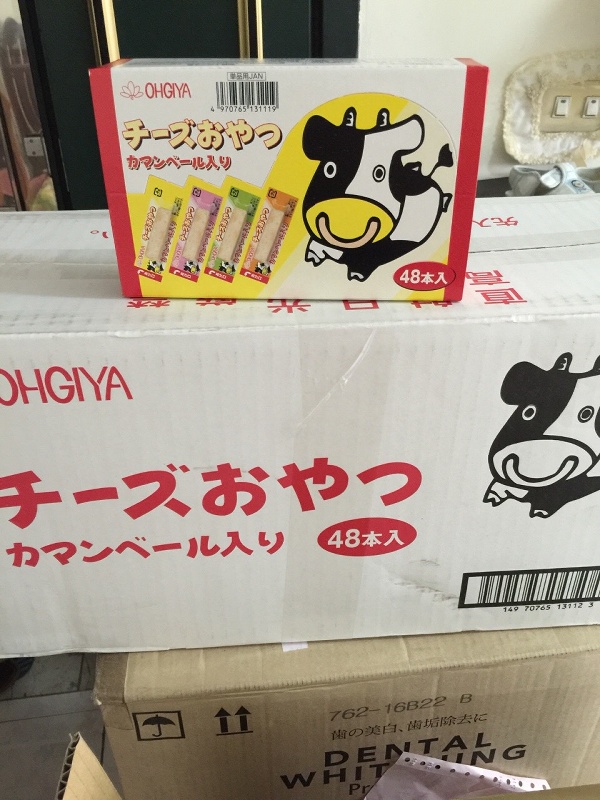 OHGIYA
単品用JAN
4 970765 131119
チーズおやつ
カマンベール入り
48本入
OHGIYA
チーズおやつ
カマンベール入り
48本入
149 70765 13112 3
762-16B22 B
歯の美白、歯垢除去に
DENTAL